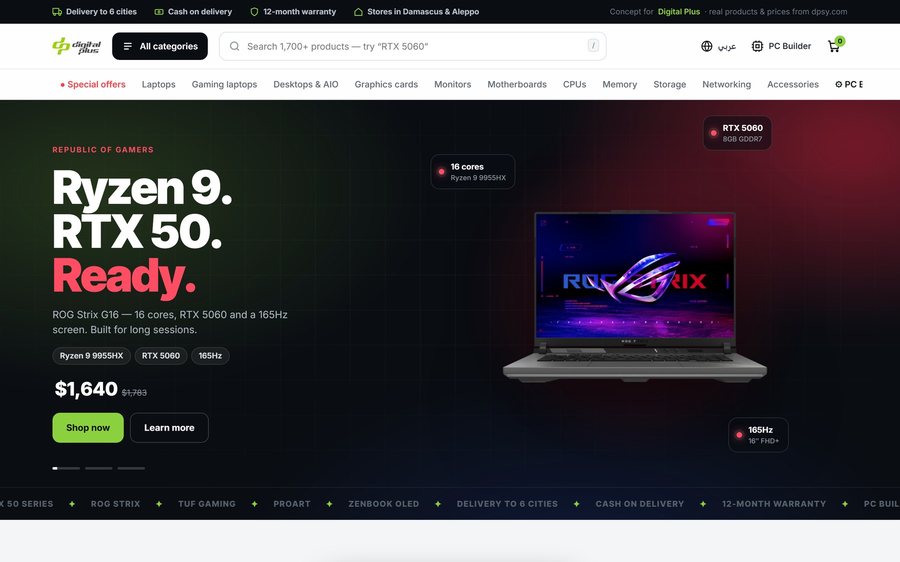 Delivery to 6 cities
Cash on delivery
12-month warranty
Stores in Damascus & Aleppo
Concept for Digital Plus · real products & prices from dpsy.com
digital plus
All categories
Search 1,700+ products — try "RTX 5060"
/
عربي
PC Builder
0
Special offers
Laptops
Gaming laptops
Desktops & AIO
Graphics cards
Monitors
Motherboards
CPUs
Memory
Storage
Networking
Accessories
PC
REPUBLIC OF GAMERS
Ryzen 9.
RTX 50.
Ready.
ROG Strix G16 — 16 cores, RTX 5060 and a 165Hz
screen. Built for long sessions.
Ryzen 9 9955HX
RTX 5060
165Hz
$1,640 $1,783
Shop now
Learn more
RTX 5060
8GB GDDR7
16 cores
Ryzen 9 9955HX
165Hz
16" FHD+
50 SERIES ✦ ROG STRIX ✦ TUF GAMING ✦ PROART ✦ ZENBOOK OLED ✦ DELIVERY TO 6 CITIES ✦ CASH ON DELIVERY ✦ 12-MONTH WARRANTY ✦ PC